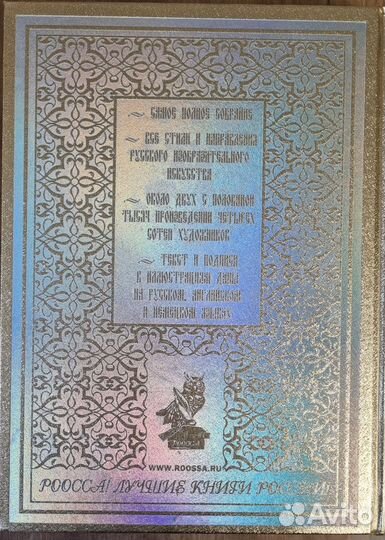 ~ САМОЕ ПОЛНОЕ СОБРАНИЕ
~ ВСЕ СТИЛИ И НАПРАВЛЕНИЯ
РУССКОГО ИЗОБРАЗИТЕЛЬНОГО
ИСКУССТВА
~ ОКОЛО ДВУХ С ПОЛОВИНОЙ
ТЫСЯЧ ПРОИЗВЕДЕНИЙ ЧЕТЫРЕХ
СОТЕН ХУДОЖНИКОВ
~ ТЕКСТ И ПОДПИСИ
К ИЛЛЮСТРАЦИЯМ ДАНЫ
НА РУССКОМ, АНГЛИЙСКОМ
И НЕМЕЦКОМ ЯЗЫКАХ
РООССА
WWW.ROOSSA.RU
РООССА! ЛУЧШИЕ КНИГИ РОССИИ!
Avito